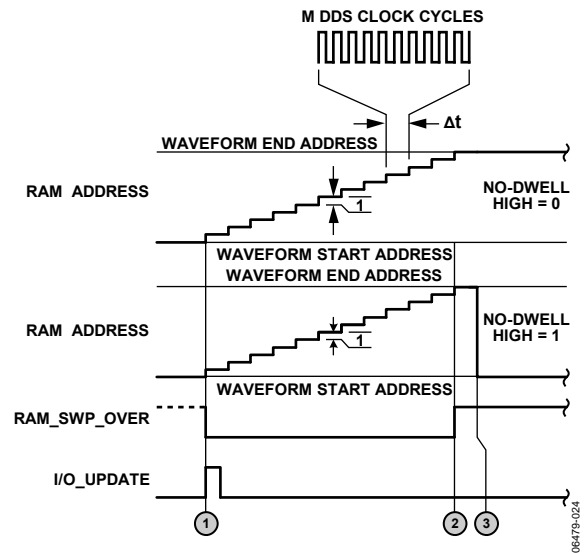 M DDS CLOCK CYCLES
Δt
WAVEFORM END ADDRESS
RAM ADDRESS
1
NO-DWELL
HIGH = 0
WAVEFORM START ADDRESS
WAVEFORM END ADDRESS
RAM ADDRESS
1
NO-DWELL
HIGH = 1
WAVEFORM START ADDRESS
RAM_SWP_OVER
I/O_UPDATE
1
2
3
06479-024